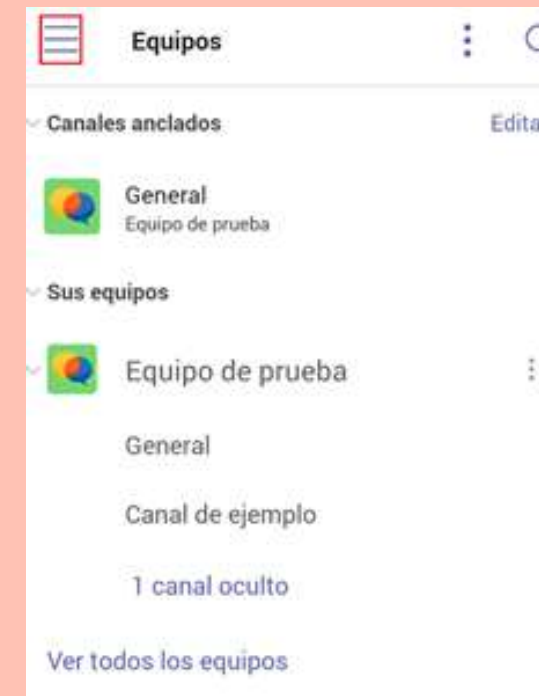 Equipos
Canales anclados
General
Equipo de prueba
Sus equipos
Equipo de prueba
General
Canal de ejemplo
1 canal oculto
Ver todos los equipos